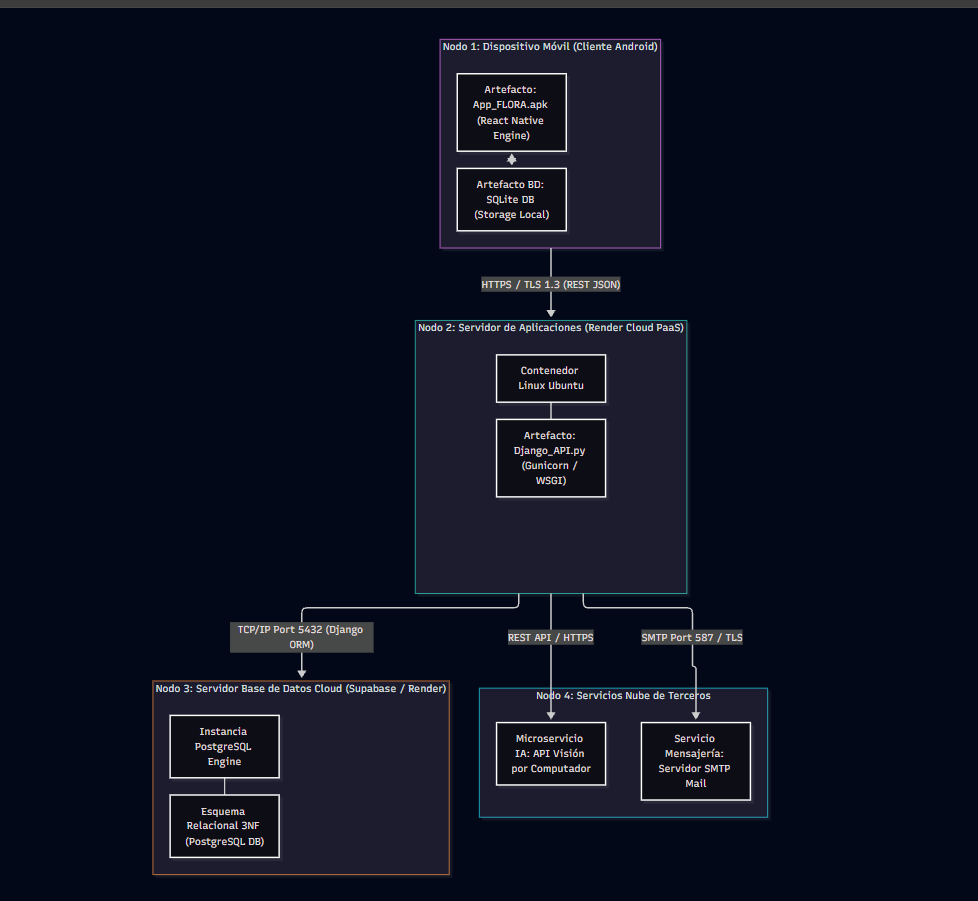 Nodo 1: Dispositivo Móvil (Cliente Android)
Artefacto:
App_FLORA.apk
(React Native
Engine)
Artefacto BD:
SQLite DB
(Storage Local)
HTTPS / TLS 1.3 (REST JSON)
Nodo 2: Servidor de Aplicaciones (Render Cloud PaaS)
Contenedor
Linux Ubuntu
Artefacto:
Django_API.py
(Gunicorn /
WSGI)
TCP/IP Port 5432 (Django
ORM)
REST API / HTTPS
SMTP Port 587 / TLS
Nodo 3: Servidor Base de Datos Cloud (Supabase / Render)
Instancia
PostgreSQL
Engine
Esquema
Relacional 3NF
(PostgreSQL DB)
Nodo 4: Servicios Nube de Terceros
Microservicio
IA: API Visión
por Computador
Servicio
Mensajería:
Servidor SMTP
Mail